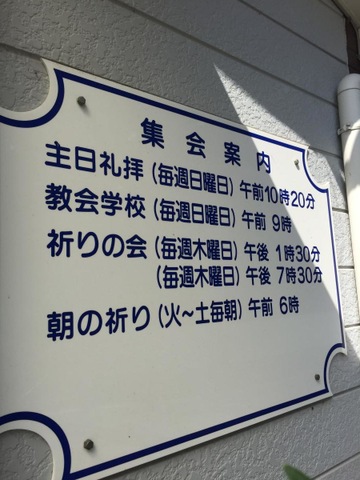 集会案内
主日礼拝（毎週日曜日）午前10時20分
教会学校（毎週日曜日）午前 9時
祈りの会（毎週木曜日）午後 1時30分
（毎週木曜日）午後 7時30分
朝の祈り（火〜土毎朝）午前 6時